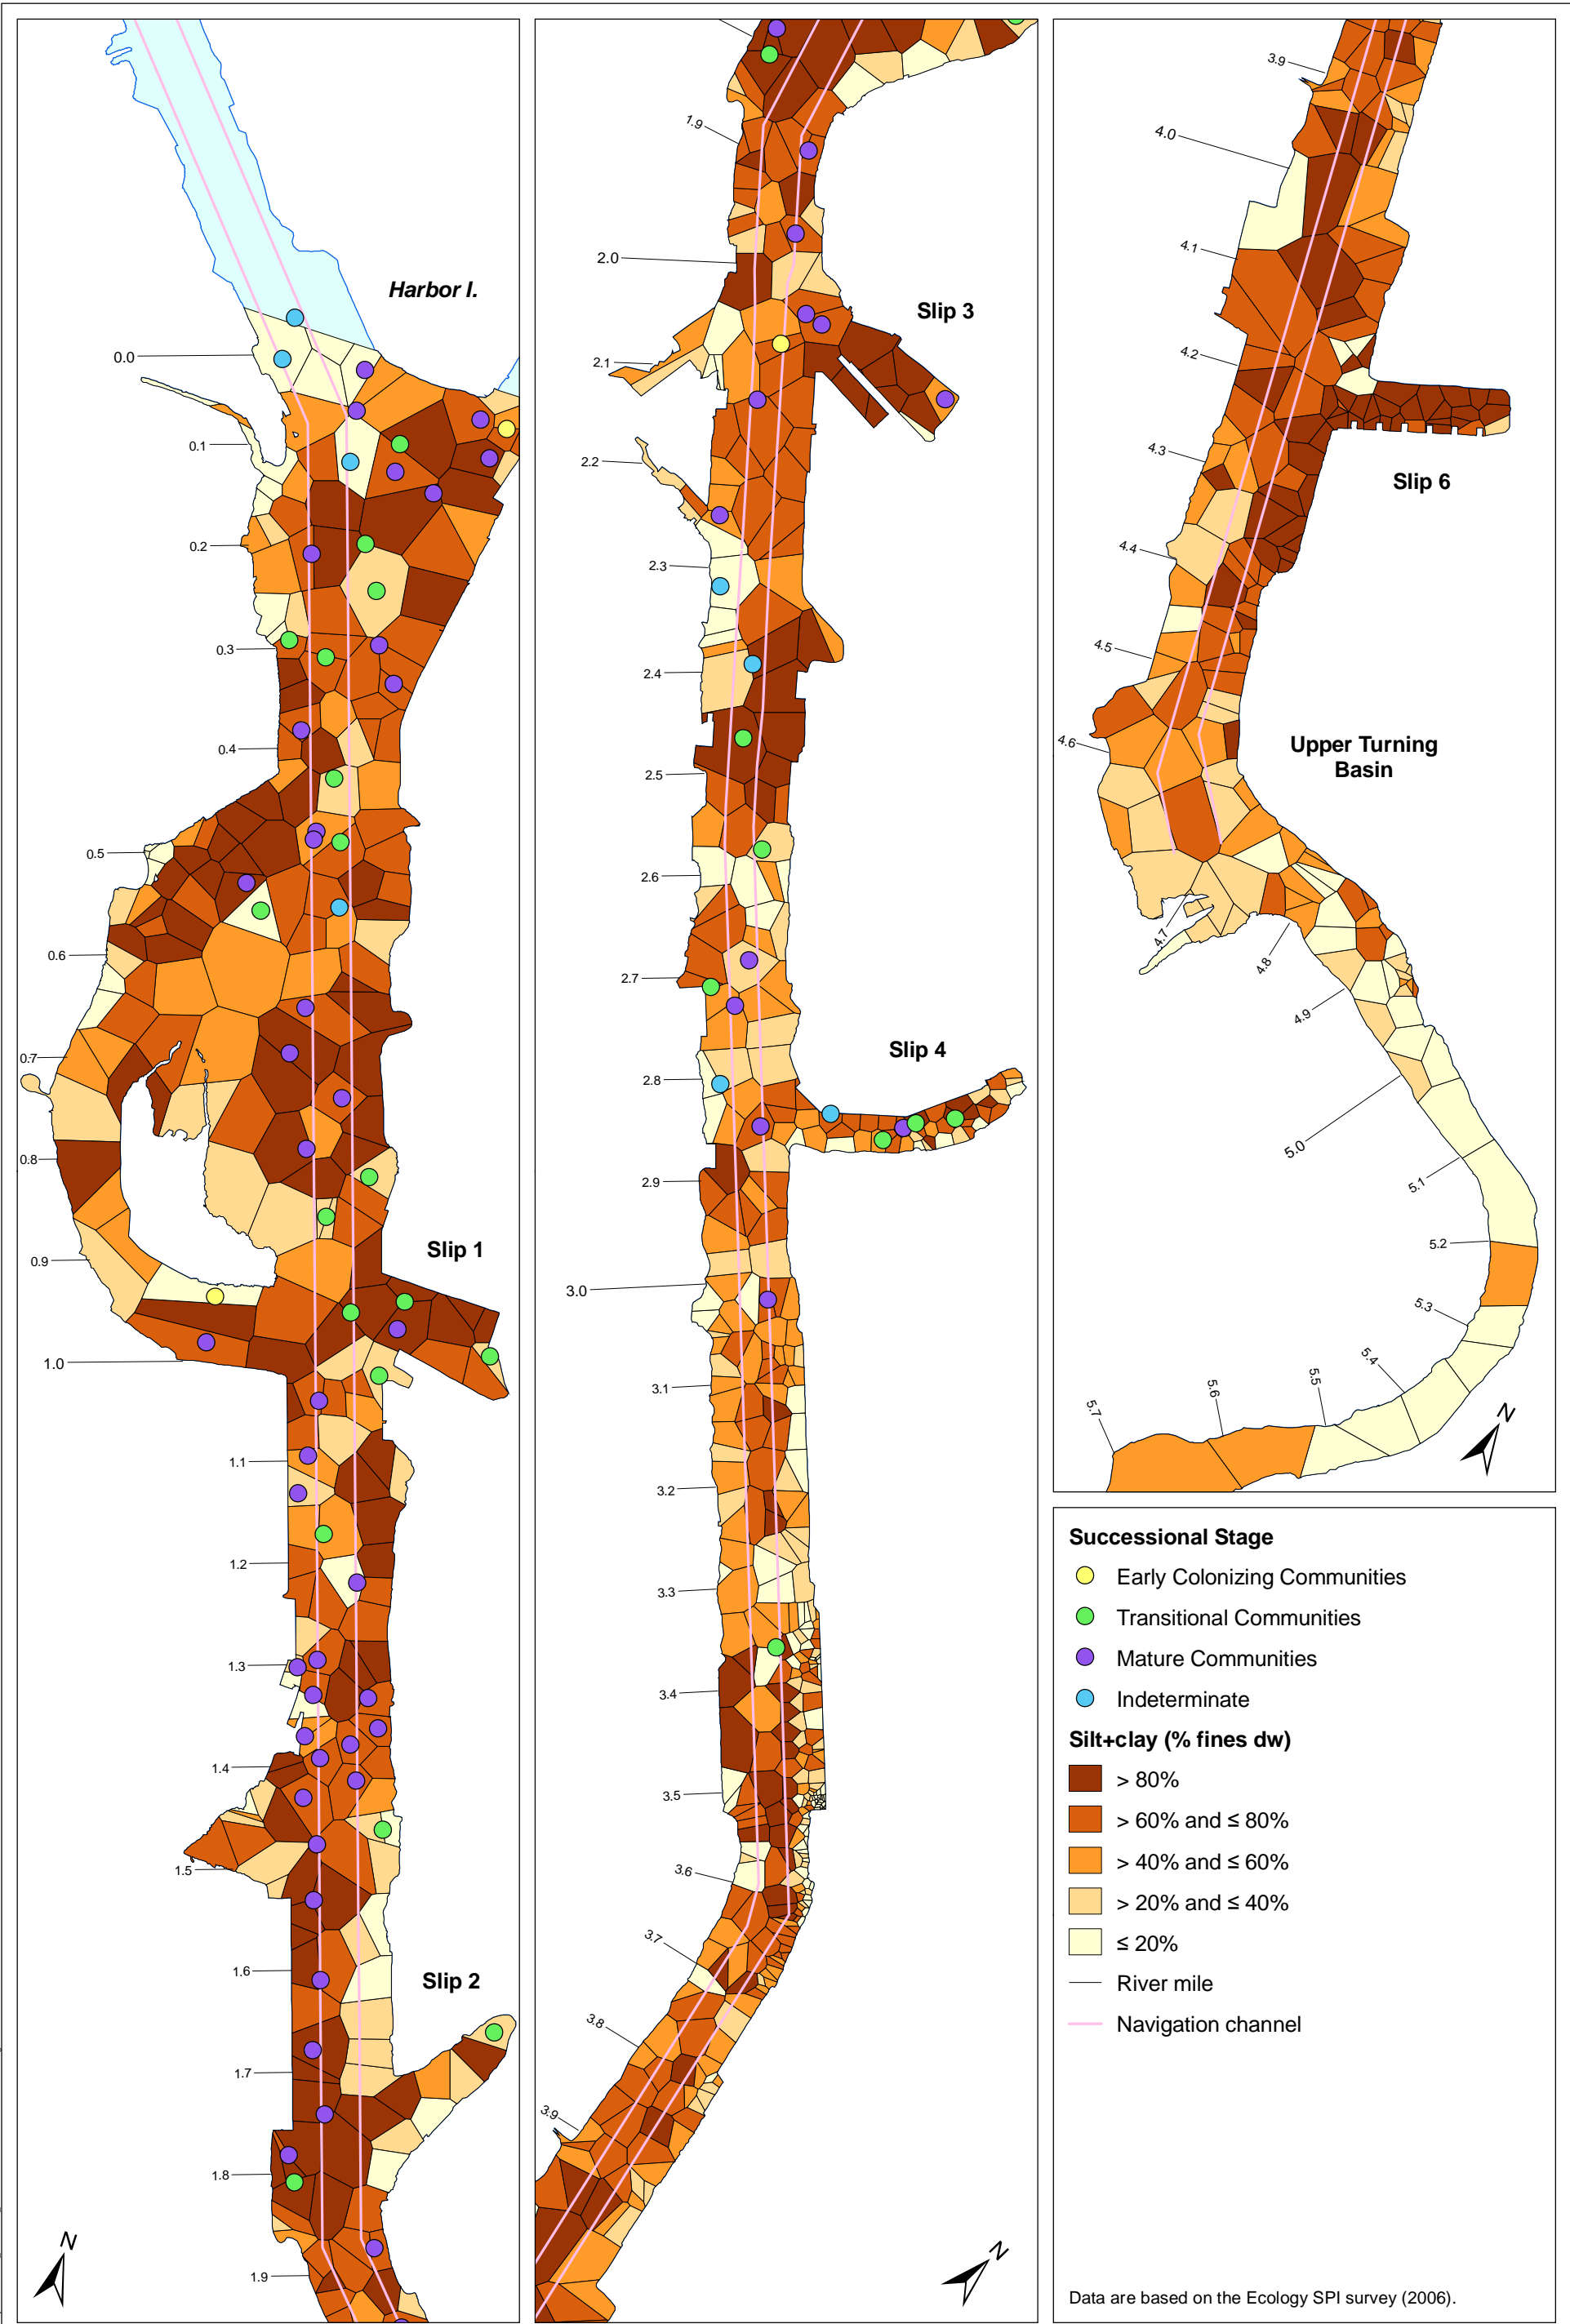 Harbor I.
0.0
0.1
0.2
0.3
0.4
0.5
0.6
0.7
0.8
0.9
Slip 1
1.0
1.1
1.2
1.3
1.4
1.5
1.6
Slip 2
1.7
1.8
1.9
N
1.9
2.0
Slip 3
2.1
2.2
2.3
2.4
2.5
2.6
2.7
Slip 4
2.8
2.9
3.0
3.1
3.2
3.3
3.4
3.5
3.6
3.7
3.8
3.9
N
3.9
4.0
4.1
4.2
4.3
Slip 6
4.4
4.5
4.6
Upper Turning
Basin
4.7
4.8
4.9
5.0
5.1
5.2
5.3
5.4
5.5
5.6
5.7
N
Successional Stage
Early Colonizing Communities
Transitional Communities
Mature Communities
Indeterminate
Silt+clay (% fines dw)
> 80%
> 60% and ≤ 80%
> 40% and ≤ 60%
> 20% and ≤ 40%
≤ 20%
River mile
Navigation channel
Data are based on the Ecology SPI survey (2006).